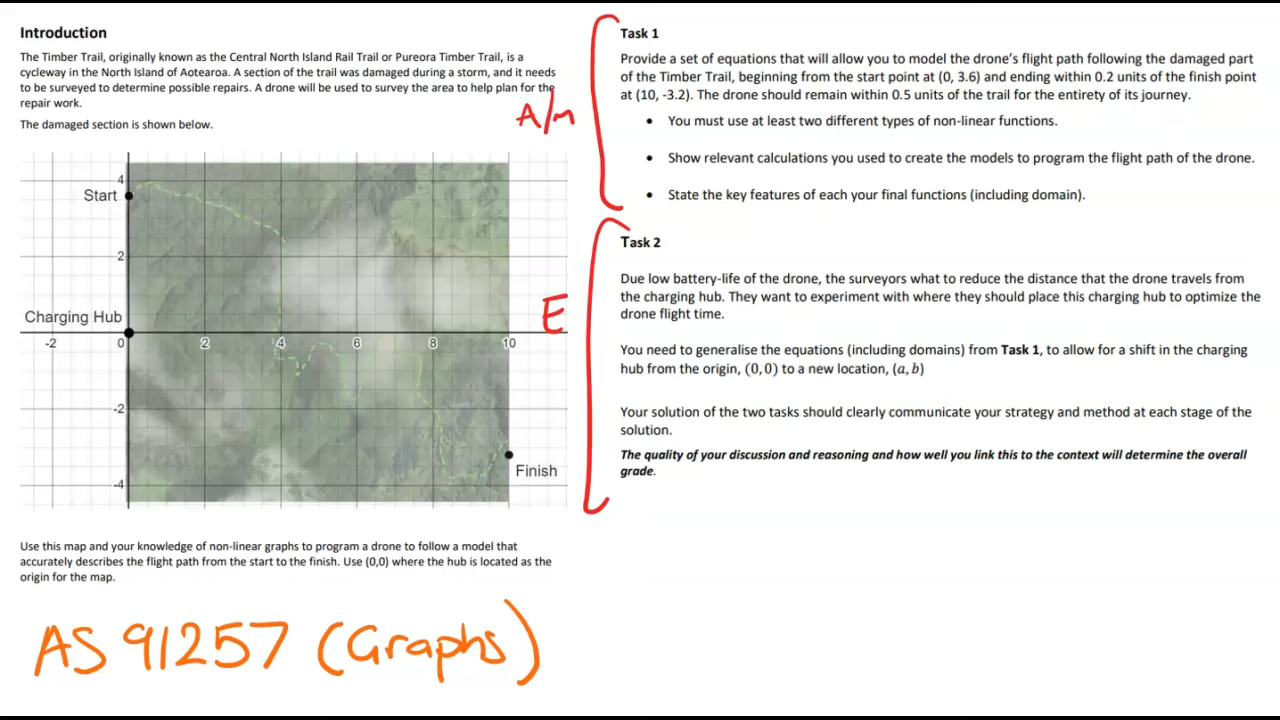 Introduction
The Timber Trail, originally known as the Central North Island Rail Trail or Pureora Timber Trail, is a
cycleway in the North Island of Aotearoa. A section of the trail was damaged during a storm, and it needs
to be surveyed to determine possible repairs. A drone will be used to survey the area to help plan for the
repair work.
The damaged section is shown below.
4
Start
2
Charging Hub
-2
0
2
4
6
8
10
-2
Finish
-4
Use this map and your knowledge of non-linear graphs to program a drone to follow a model that
accurately describes the flight path from the start to the finish. Use (0,0) where the hub is located as the
origin for the map.
AS 91257 (Graphs)
A/m
Task 1
Provide a set of equations that will allow you to model the drone's flight path following the damaged part
of the Timber Trail, beginning from the start point at (0, 3.6) and ending within 0.2 units of the finish point
at (10, -3.2). The drone should remain within 0.5 units of the trail for the entirety of its journey.
• You must use at least two different types of non-linear functions.
• Show relevant calculations you used to create the models to program the flight path of the drone.
• State the key features of each your final functions (including domain).
E
Task 2
Due low battery-life of the drone, the surveyors what to reduce the distance that the drone travels from
the charging hub. They want to experiment with where they should place this charging hub to optimize the
drone flight time.
You need to generalise the equations (including domains) from Task 1, to allow for a shift in the charging
hub from the origin, (0,0) to a new location, (a, b)
Your solution of the two tasks should clearly communicate your strategy and method at each stage of the
solution.
The quality of your discussion and reasoning and how well you link this to the context will determine the overall
grade.